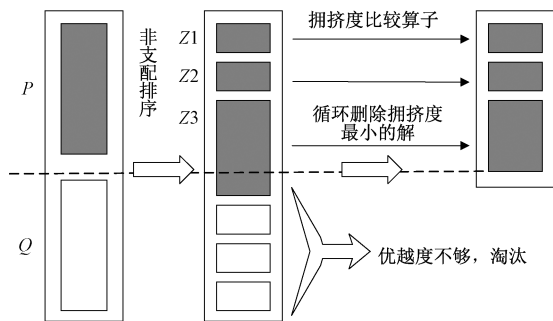 P
Q
非支配排序
Z1
Z2
Z3
拥挤度比较算子
循环删除拥挤度
最小的解
优越度不够，淘汰